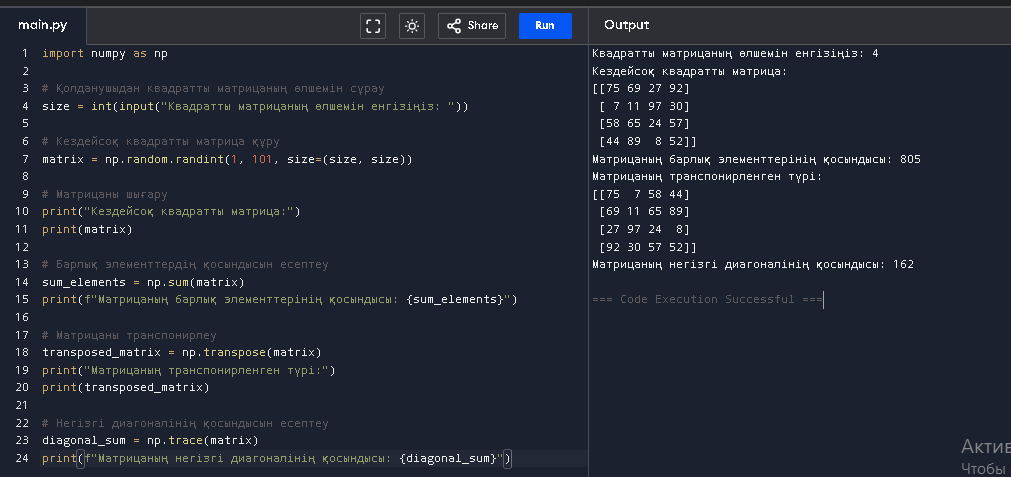 main.py
Share
Run
Output
1 import numpy as np
2
3 # Қолданушыдан квадратты матрицаның өлшемін сұрау
4 size = int(input("Квадратты матрицаның өлшемін енгізіңіз: "))
5
6 # Кездейсоқ квадратты матрица құру
7 matrix = np.random.randint(1, 101, size=(size, size))
8
9 # Матрицаны шығару
10 print("Кездейсоқ квадратты матрица:")
11 print(matrix)
12
13 # Барлық элементтердің қосындысын есептеу
14 sum_elements = np.sum(matrix)
15 print(f"Матрицаның барлық элементтерінің қосындысы: {sum_elements}")
16
17 # Матрицаны транспонирлеу
18 transposed_matrix = np.transpose(matrix)
19 print("Матрицаның транспонирленген түрі:")
20 print(transposed_matrix)
21
22 # Негізгі диагоналінің қосындысын есептеу
23 diagonal_sum = np.trace(matrix)
24 print(f"Матрицаның негізгі диагоналінің қосындысы: {diagonal_sum}")
Квадратты матрицаның өлшемін енгізіңіз: 4
Кездейсоқ квадратты матрица:
[[75 69 27 92]
 [ 7 11 97 30]
 [58 65 24 57]
 [44 89  8 52]]
Матрицаның барлық элементтерінің қосындысы: 805
Матрицаның транспонирленген түрі:
[[75  7 58 44]
 [69 11 65 89]
 [27 97 24  8]
 [92 30 57 52]]
Матрицаның негізгі диагоналінің қосындысы: 162
=== Code Execution Successful ===
Актив
Чтобы